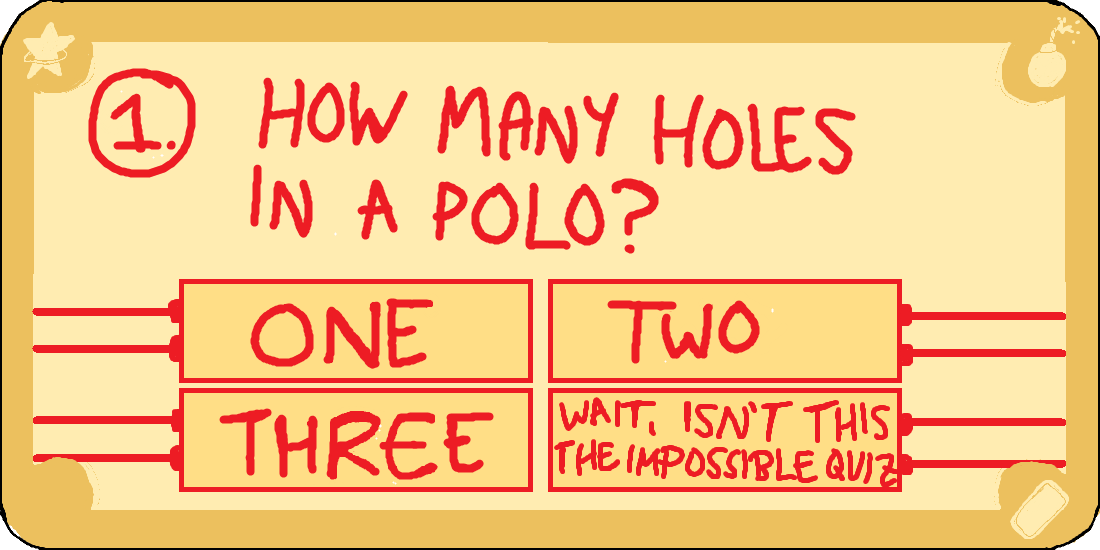 1. HOW MANY HOLES
IN A POLO?
ONE
TWO
THREE
WAIT, ISN'T THIS
THE IMPOSSIBLE QUIZ